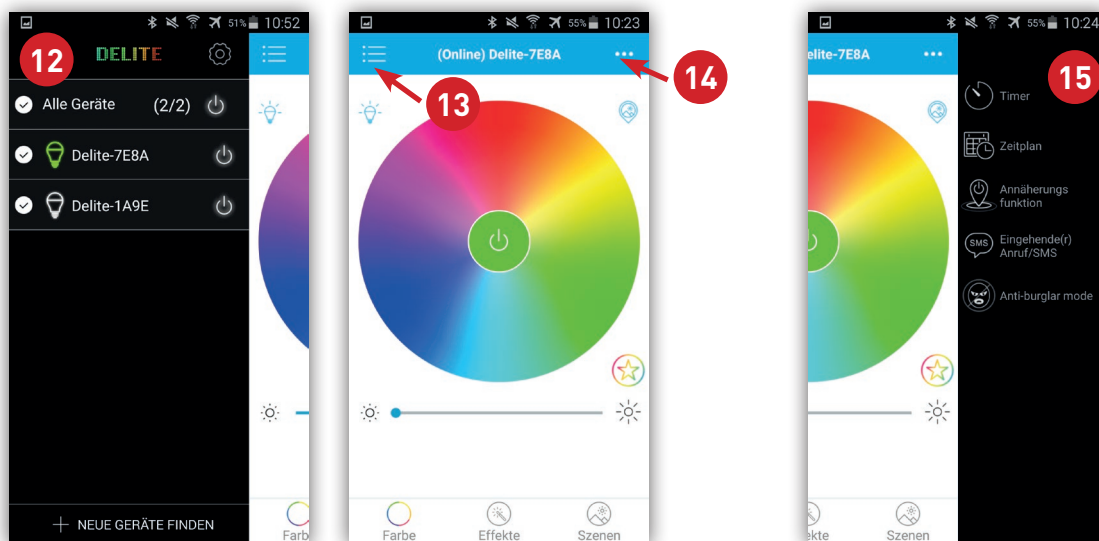 51% 10:52
12
DELITE
Alle Geräte (2/2)
Delite-7E8A
Delite-1A9E
+ NEUE GERÄTE FINDEN
Farb
55% 10:23
(Online) Delite-7E8A
13
14
Farbe Effekte Szenen
55% 10:24
elite-7E8A
15
Timer
Zeitplan
Annäherungs
funktion
SMS
Eingehende(r)
Anruf/SMS
Anti-burglar mode
ekte Szenen